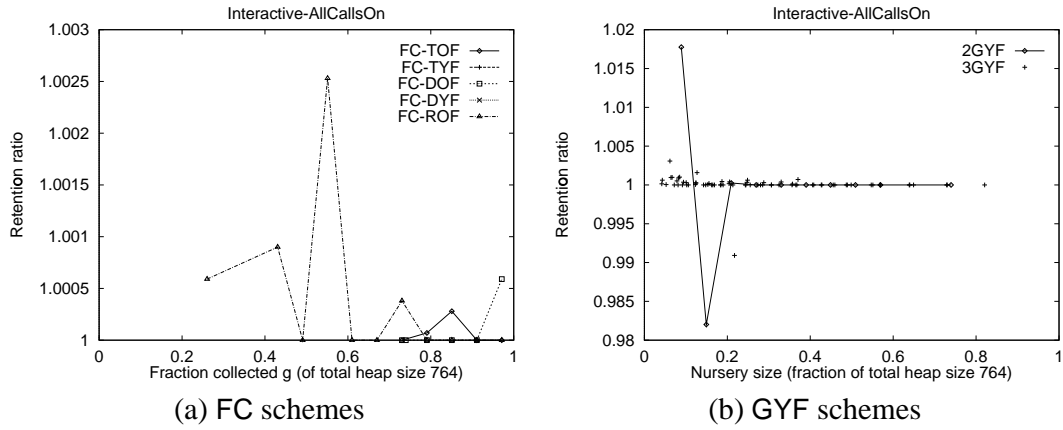 Interactive-AllCallsOn
1.003
1.0025
1.002
1.0015
1.001
1.0005
1
Retention ratio
FC-TOF
FC-TYF
FC-DOF
FC-DYF
FC-ROF
0 0.2 0.4 0.6 0.8 1
Fraction collected g (of total heap size 764)
(a) FC schemes
Interactive-AllCallsOn
1.02
1.015
1.01
1.005
1
0.995
0.99
0.985
0.98
Retention ratio
2GYF
3GYF
0 0.2 0.4 0.6 0.8 1
Nursery size (fraction of total heap size 764)
(b) GYF schemes